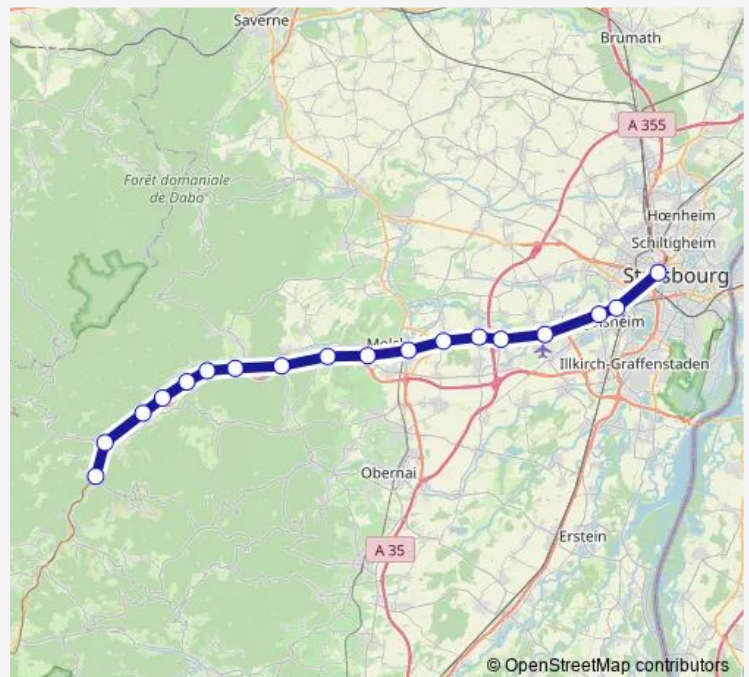 Saverne
Brumath
A 355
Forêt domaniale
de Dabo
Hœnheim
Schiltigheim
Illkirch-Graffenstaden
Obernai
A 35
Erstein
© OpenStreetMap contributors